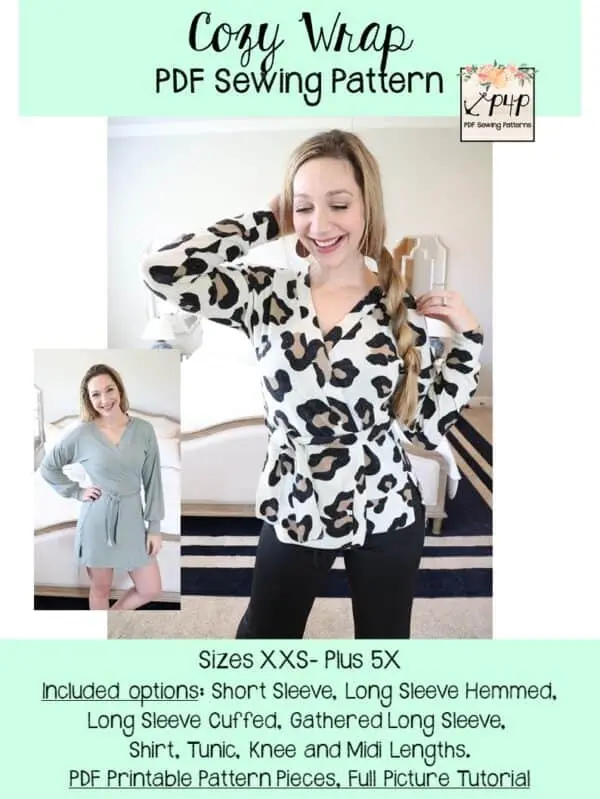 Cozy Wrap
PDF Sewing Pattern
P4P
PDF Sewing Patterns
Sizes XXS- Plus 5X
Included options: Short Sleeve, Long Sleeve Hemmed,
Long Sleeve Cuffed, Gathered Long Sleeve,
Shirt, Tunic, Knee and Midi Lengths.
PDF Printable Pattern Pieces, Full Picture Tutorial